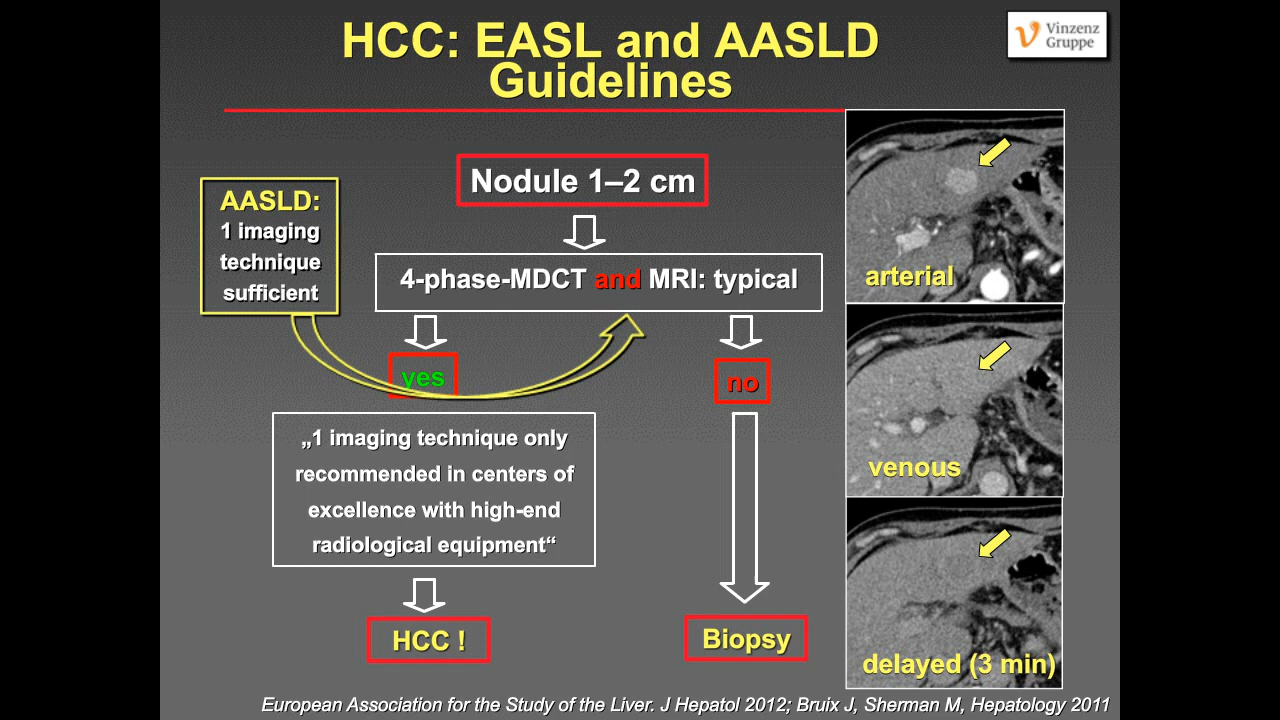 HCC: EASL and AASLD
Guidelines
Vinzenz
Gruppe
Nodule 1–2 cm
AASLD:
1 imaging
technique
sufficient
4-phase-MDCT and MRI: typical
yes
no
„1 imaging technique only
recommended in centers of
excellence with high-end
radiological equipment“
HCC !
Biopsy
arterial
venous
delayed (3 min)
European Association for the Study of the Liver. J Hepatol 2012; Bruix J, Sherman M, Hepatology 2011